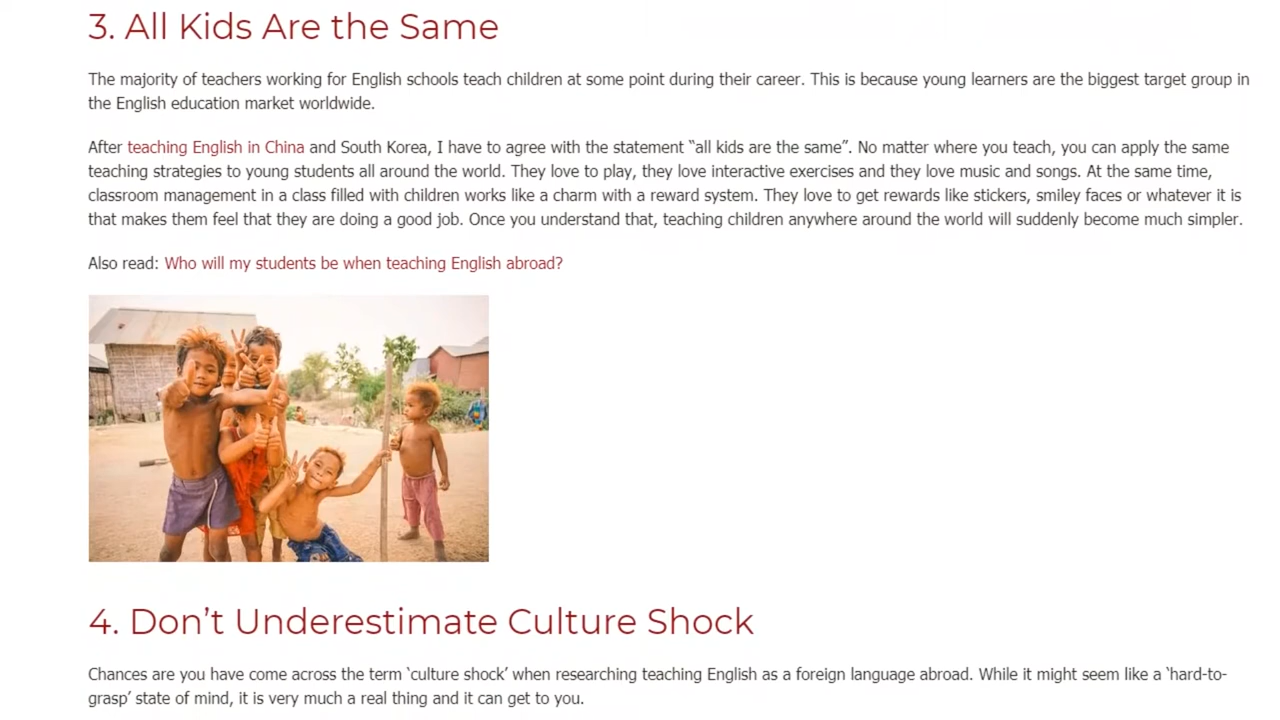 3. All Kids Are the Same
The majority of teachers working for English schools teach children at some point during their career. This is because young learners are the biggest target group in
the English education market worldwide.
After teaching English in China and South Korea, I have to agree with the statement “all kids are the same”. No matter where you teach, you can apply the same
teaching strategies to young students all around the world. They love to play, they love interactive exercises and they love music and songs. At the same time,
classroom management in a class filled with children works like a charm with a reward system. They love to get rewards like stickers, smiley faces or whatever it is
that makes them feel that they are doing a good job. Once you understand that, teaching children anywhere around the world will suddenly become much simpler.
Also read: Who will my students be when teaching English abroad?
4. Don’t Underestimate Culture Shock
Chances are you have come across the term ‘culture shock’ when researching teaching English as a foreign language abroad. While it might seem like a ‘hard-to-
grasp’ state of mind, it is very much a real thing and it can get to you.